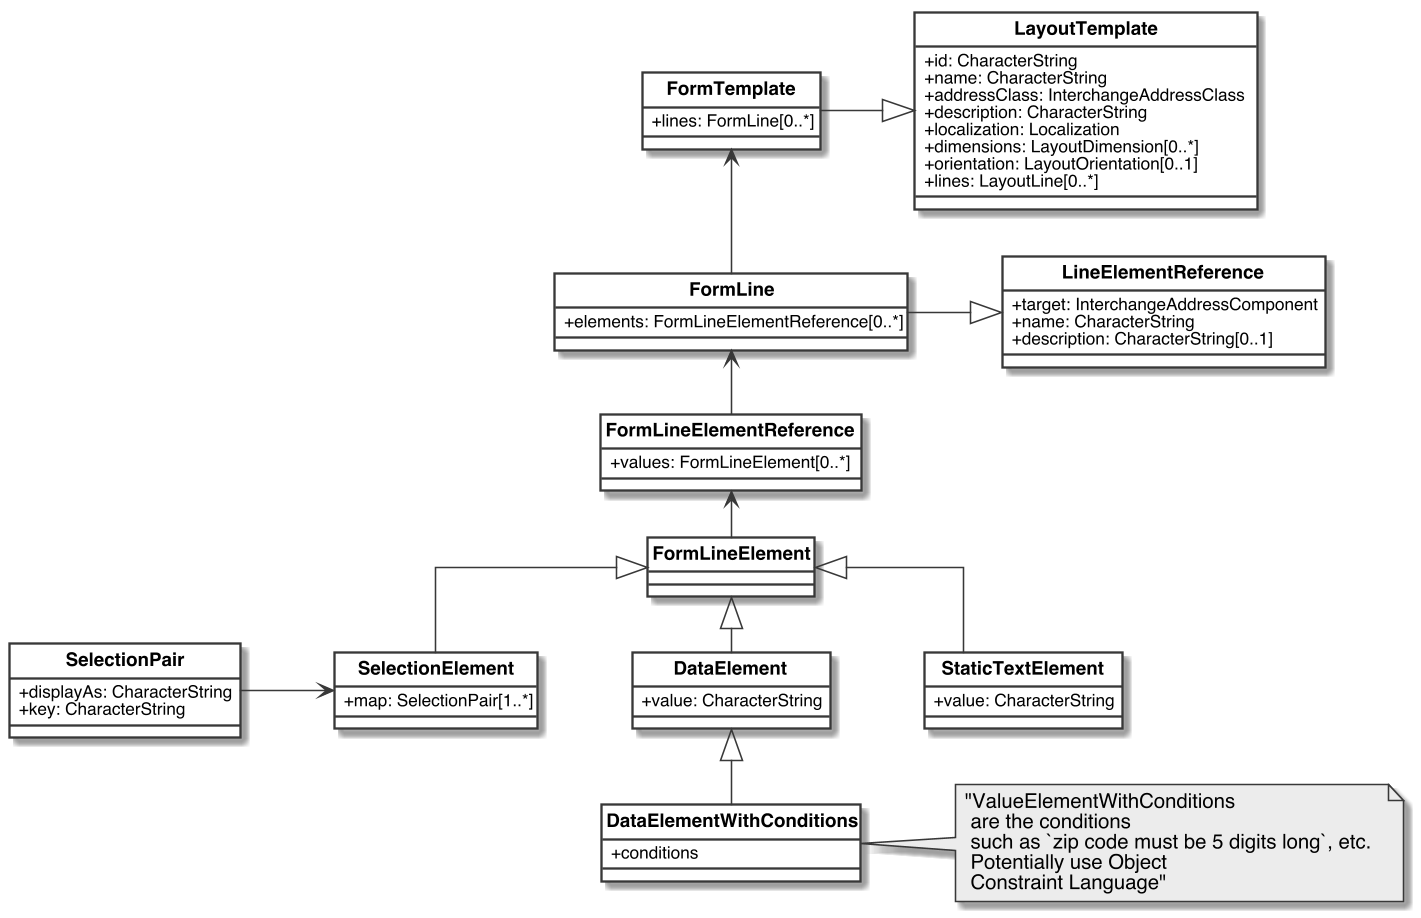 LayoutTemplate
+id: CharacterString
+name: CharacterString
+addressClass: InterchangeAddressClass
+description: CharacterString
+localization: Localization
+dimensions: LayoutDimension[0..*]
+orientation: LayoutOrientation[0..1]
+lines: LayoutLine[0..*]
FormTemplate
+lines: FormLine[0..*]
FormLine
+elements: FormLineElementReference[0..*]
LineElementReference
+target: InterchangeAddressComponent
+name: CharacterString
+description: CharacterString[0..1]
FormLineElementReference
+values: FormLineElement[0..*]
FormLineElement
SelectionPair
+displayAs: CharacterString
+key: CharacterString
SelectionElement
+map: SelectionPair[1..*]
DataElement
+value: CharacterString
StaticTextElement
+value: CharacterString
DataElementWithConditions
+conditions
"ValueElementWithConditions
are the conditions
such as `zip code must be 5 digits long`, etc.
Potentially use Object
Constraint Language"